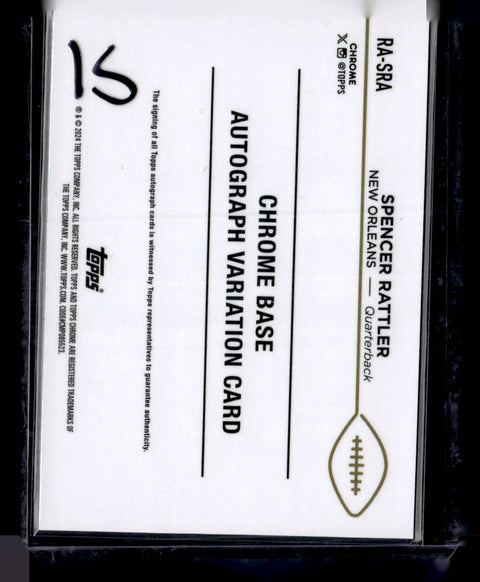 RA-SRA
CHROME
X @TOPPS
SPENCER RATTLER
NEW ORLEANS — Quarterback
CHROME BASE
AUTOGRAPH VARIATION CARD
The signing of all Topps autograph cards is witnessed by Topps representatives to guarantee authenticity.
topps®
® & © 2024 THE TOPPS COMPANY, INC. ALL RIGHTS RESERVED. TOPPS AND TOPPS CHROME ARE REGISTERED TRADEMARKS OF
THE TOPPS COMPANY, INC. WWW.TOPPS.COM. CODE#CMP085523.
15